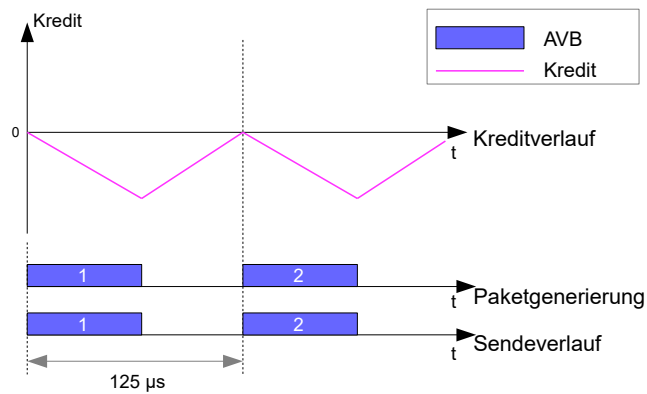 Kredit
AVB
Kredit
0
t
Kreditverlauf
1
2
t
Paketgenerierung
1
2
t
Sendeverlauf
125 µs